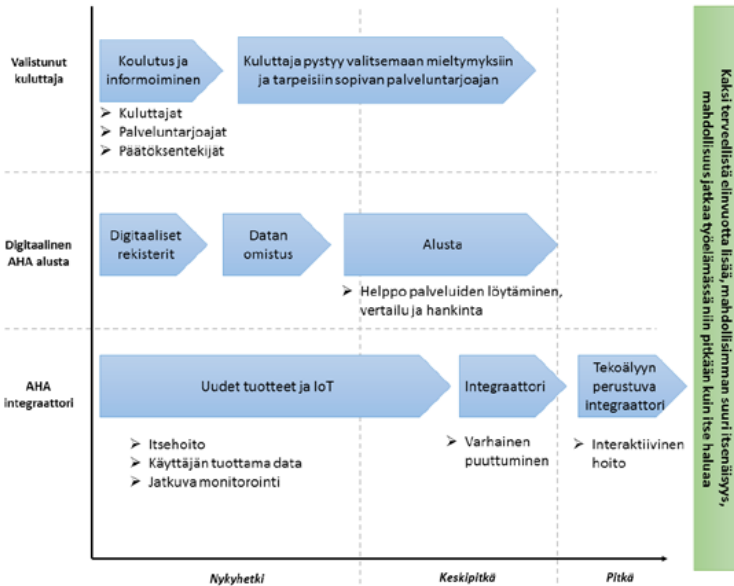 Valistunut
kuluttaja
Koulutus ja
informoiminen
Kuluttaja pystyy valitsemaan mieltymyksiin
ja tarpeisiin sopivan palveluntarjoajan
➢ Kuluttajat
➢ Palveluntarjoajat
➢ Päätöksentekijät
Digitaalinen
AHA alusta
Digitaaliset
rekisterit
Datan
omistus
Alusta
➢ Helppo palveluiden löytäminen,
vertailu ja hankinta
AHA
integraattori
Uudet tuotteet ja IoT
Integraattori
Tekoälyyn
perustuva
integraattori
➢ Itsehoito
➢ Käyttäjän tuottama data
➢ Jatkuva monitorointi
➢ Varhainen
puuttuminen
➢ Interaktiivinen
hoito
Nykyhetki
Keskipitkä
Pitkä
Kaksi terveellistä elinvuotta lisää, mahdollisimman suuri itsenäisyys,
mahdollisuus jatkaa työelämässä niin pitkään kuin itse haluaa